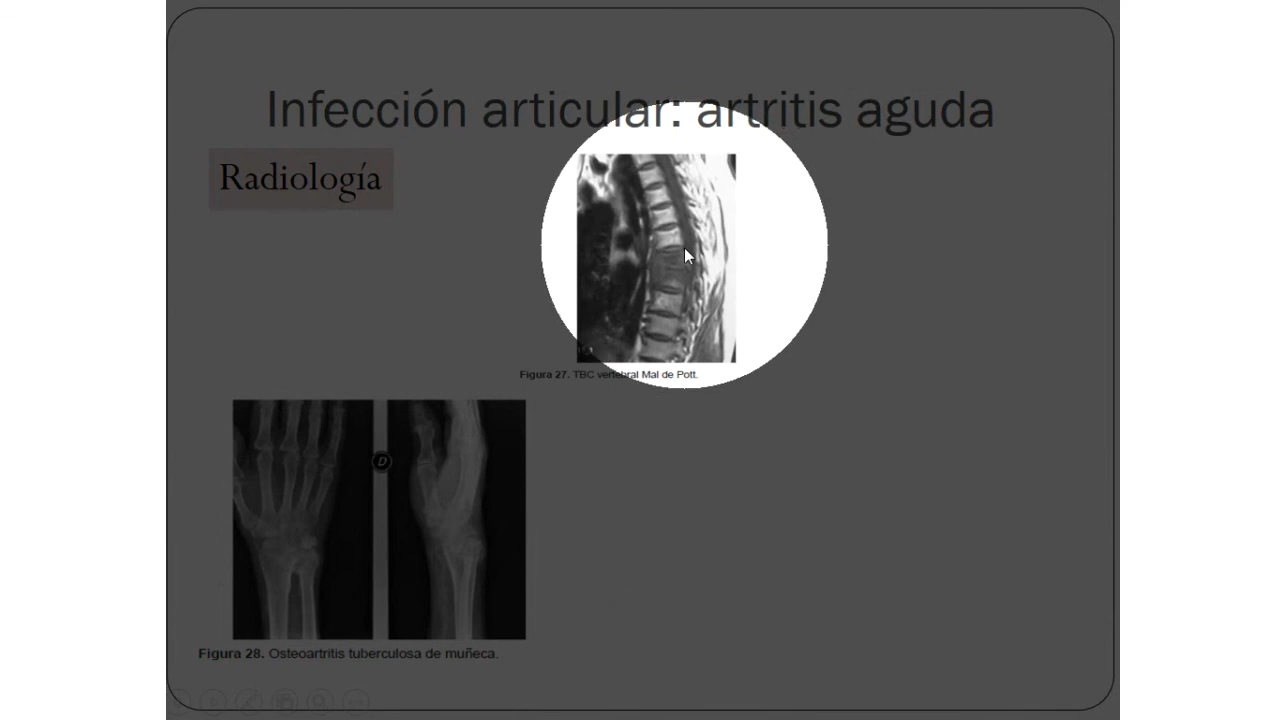 Infección articular: artritis aguda
Radiología
Figura 27. TBC vertebral Mal de Pott.
D
Figura 28. Osteoartritis tuberculosa de muñeca.